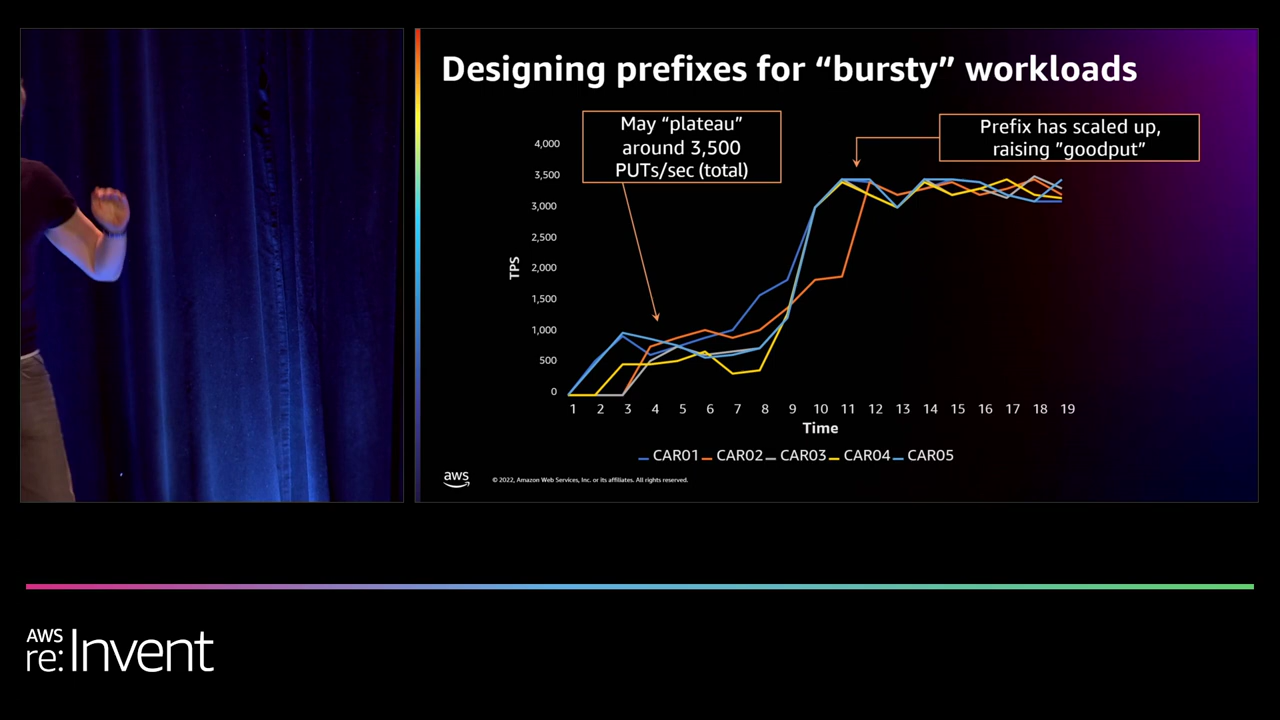 Designing prefixes for “bursty” workloads
May “plateau”
around 3,500
PUTs/sec (total)
Prefix has scaled up,
raising ”goodput”
4,000
3,500
3,000
2,500
2,000
1,500
1,000
500
0
TPS
1 2 3 4 5 6 7 8 9 10 11 12 13 14 15 16 17 18 19
Time
CAR01 CAR02 CAR03 CAR04 CAR05
aws
© 2022, Amazon Web Services, Inc. or its affiliates. All rights reserved.
AWS
re:Invent